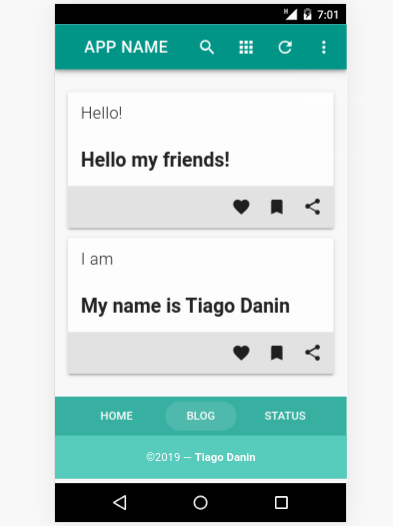 7:01
APP NAME
Hello!
Hello my friends!
I am
My name is Tiago Danin
HOME BLOG STATUS
©2019 — Tiago Danin